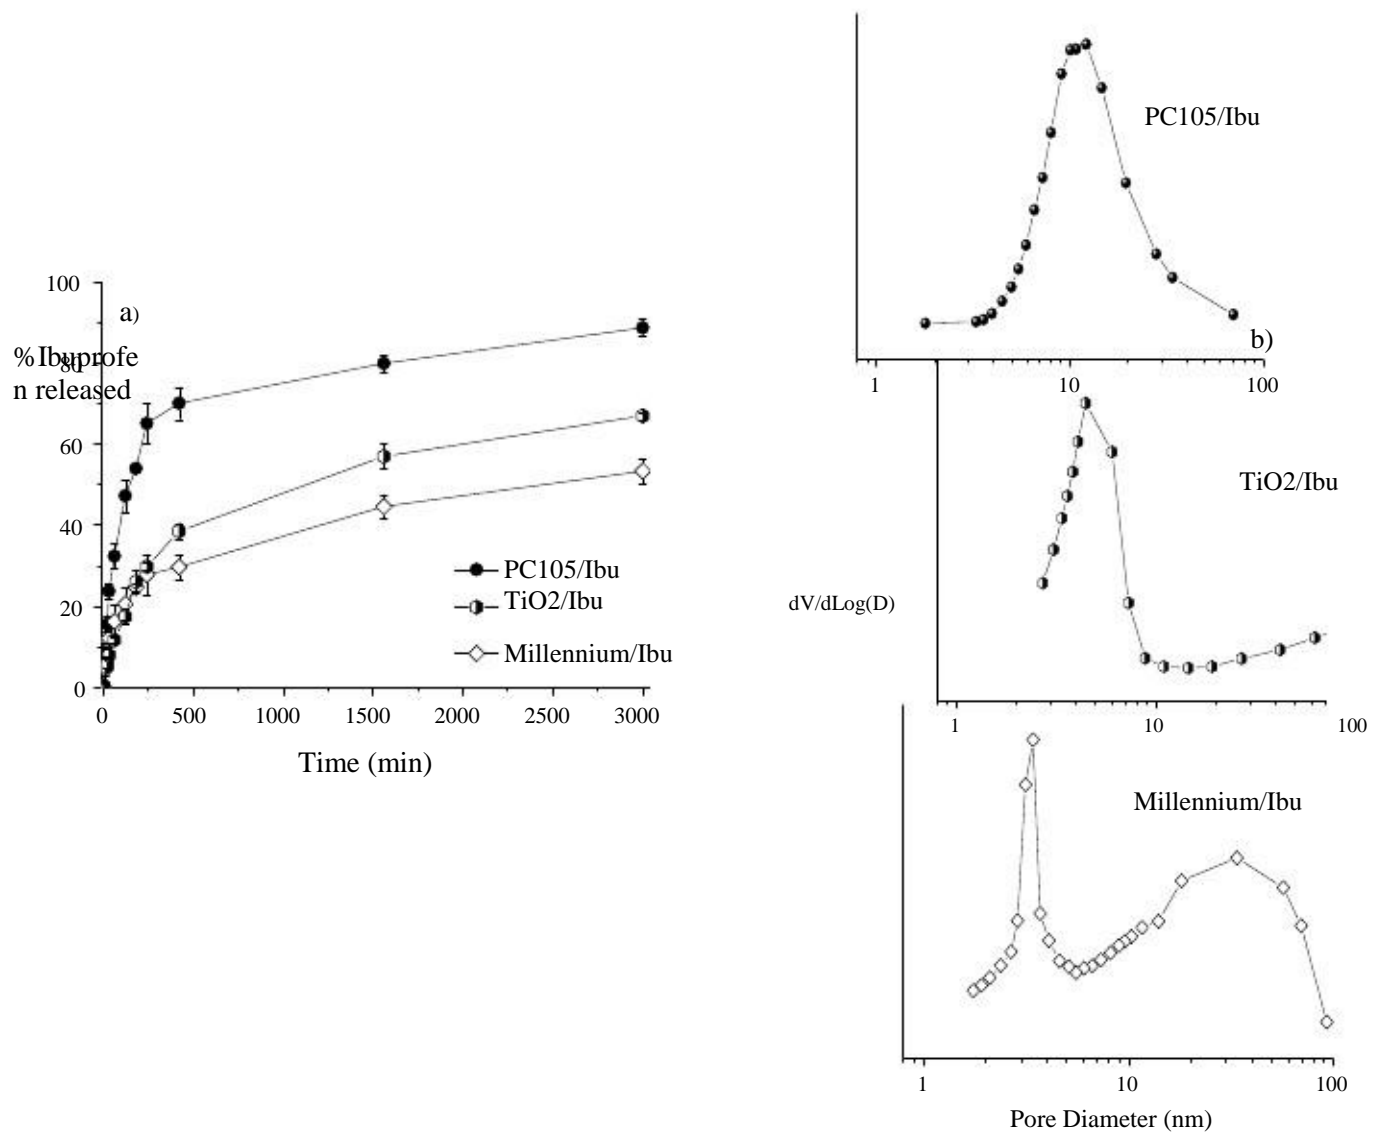 PC105/Ibu
b)
1 10 100
100
a)
%Ibuprofe
80
n released
60
40
20
0
PC105/Ibu
TiO2/Ibu
Millennium/Ibu
0 500 1000 1500 2000 2500 3000
Time (min)
TiO2/Ibu
dV/dLog(D)
1 10 100
Millennium/Ibu
1 10 100
Pore Diameter (nm)